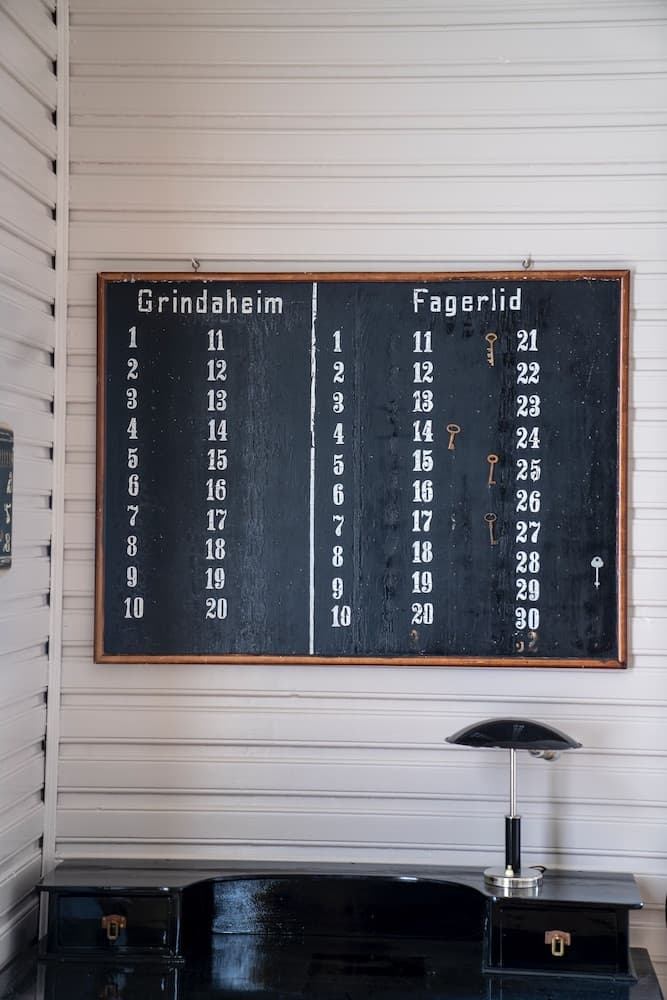 Grindaheim Fagerlid
1 11 1 11 21
2 12 2 12 22
3 13 3 13 23
4 14 4 14 24
5 15 5 15 25
6 16 6 16 26
7 17 7 17 27
8 18 8 18 28
9 19 9 19 29
10 20 10 20 30